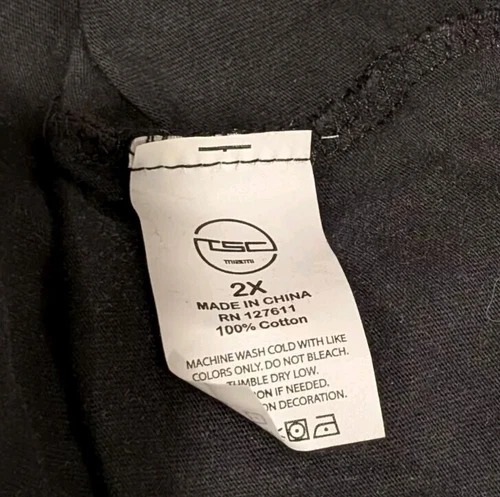 TSC
MIAMI
2X
MADE IN CHINA
RN 127611
100% Cotton
MACHINE WASH COLD WITH LIKE
COLORS ONLY. DO NOT BLEACH.
TUMBLE DRY LOW.
ON IF NEEDED.
ON DECORATION.